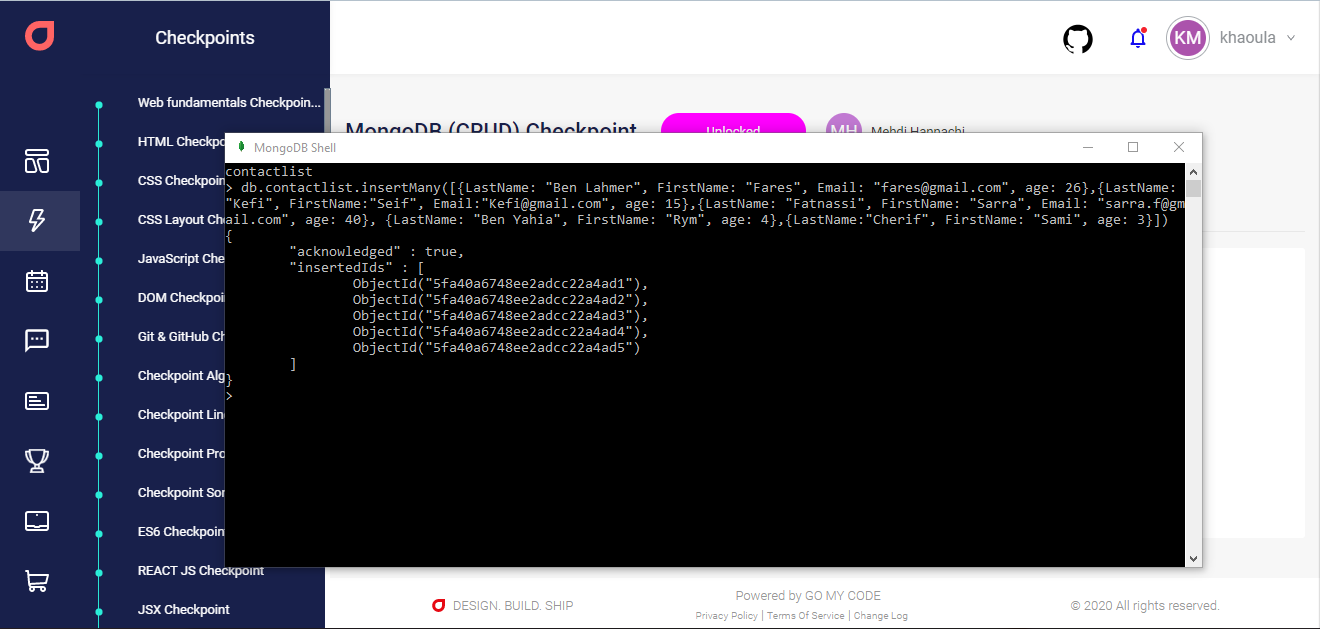 Checkpoints
KM
khaoula
Web fundamentals Checkpoin...
HTML Checkpo
CSS Checkpoin
CSS Layout Che
JavaScript Che
DOM Checkpoi
Git & GitHub Ch
Checkpoint Alg
Checkpoint Lin
Checkpoint Pro
Checkpoint Sor
ES6 Checkpoint
REACT JS Checkpoint
JSX Checkpoint
MongoDB (CRUD) Checkpoint
Unlocked
MH
Mehdi Hannachi
MongoDB Shell
contactlist
> db.contactlist.insertMany([{LastName: "Ben Lahmer", FirstName: "Fares", Email: "fares@gmail.com", age: 26},{LastName:
"Kefi", FirstName:"Seif", Email:"Kefi@gmail.com", age: 15},{LastName: "Fatnassi", FirstName: "Sarra", Email: "sarra.f@gm
ail.com", age: 40}, {LastName: "Ben Yahia", FirstName: "Rym", age: 4},{LastName:"Cherif", FirstName: "Sami", age: 3}])
{
"acknowledged" : true,
"insertedIds" : [
ObjectId("5fa40a6748ee2adcc22a4ad1"),
ObjectId("5fa40a6748ee2adcc22a4ad2"),
ObjectId("5fa40a6748ee2adcc22a4ad3"),
ObjectId("5fa40a6748ee2adcc22a4ad4"),
ObjectId("5fa40a6748ee2adcc22a4ad5")
]
}
>
DESIGN. BUILD. SHIP
Powered by GO MY CODE
Privacy Policy | Terms Of Service | Change Log
© 2020 All rights reserved.